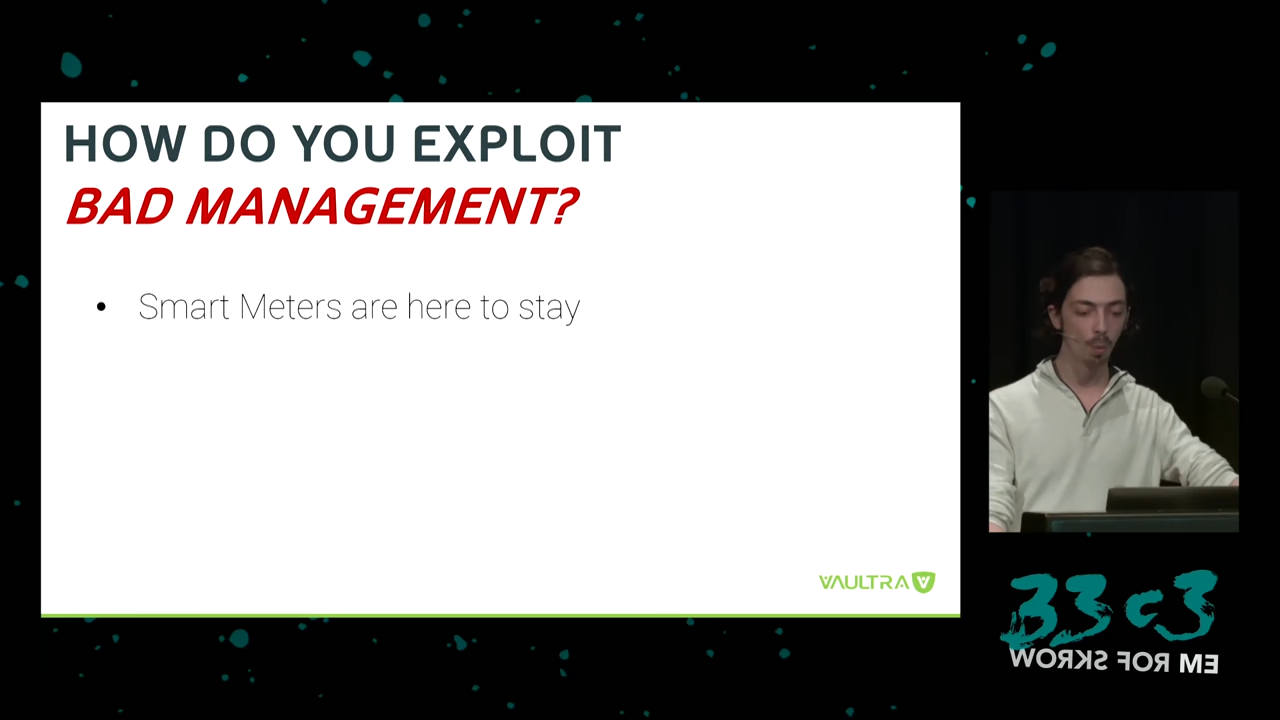 HOW DO YOU EXPLOIT
BAD MANAGEMENT?
• Smart Meters are here to stay
VAULTRA
33c3
WORKS FOR ME